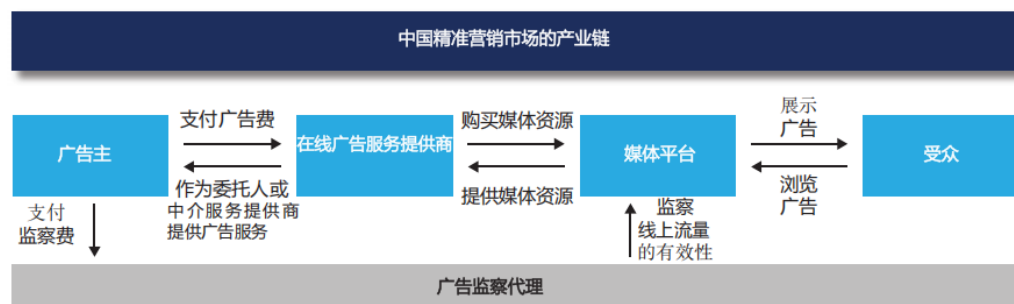 中国精准营销市场的产业链
支付广告费
购买媒体资源
展示
广告
广告主
在线广告服务提供商
媒体平台
受众
作为委托人或
中介服务提供商
提供广告服务
提供媒体资源
浏览
广告
支付
监察费
监察
线上流量
的有效性
广告监察代理